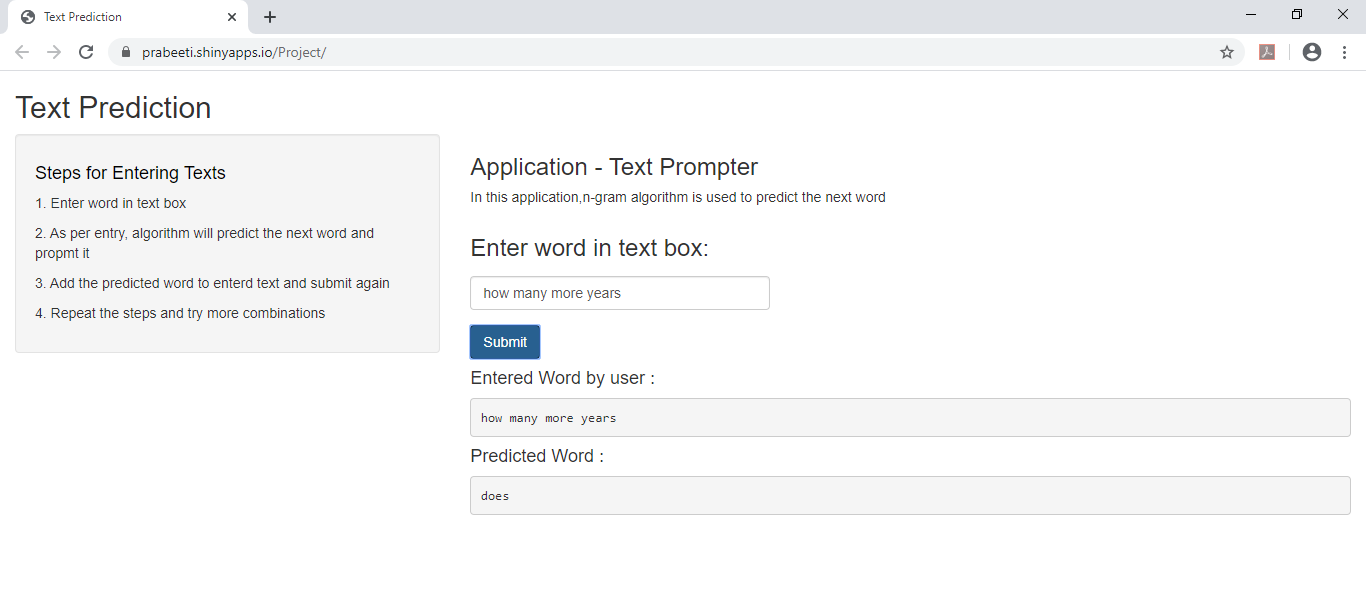 Text Prediction
prabeeti.shinyapps.io/Project/
Text Prediction
Steps for Entering Texts
1. Enter word in text box
2. As per entry, algorithm will predict the next word and
propmt it
3. Add the predicted word to enterd text and submit again
4. Repeat the steps and try more combinations
Application - Text Prompter
In this application,n-gram algorithm is used to predict the next word
Enter word in text box:
how many more years
Submit
Entered Word by user :
how many more years
Predicted Word :
does